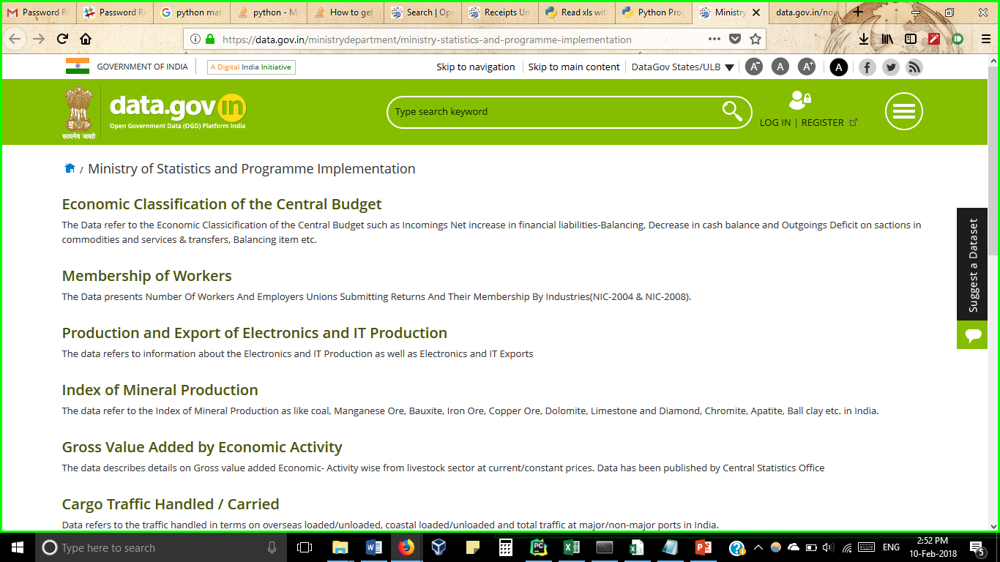 Password R
Password R
python mat
python - Ma
How to get
Search | Ope
Receipts Un
Read xls wit
Python Prog
Ministry
data.gov.in/no
https://data.gov.in/ministrydepartment/ministry-statistics-and-programme-implementation
GOVERNMENT OF INDIA
A Digital India Initiative
Skip to navigation
Skip to main content
DataGov States/ULB
A- A A+ A
सत्यमेव जयते
data.gov in
Open Government Data (OGD) Platform India
Type search keyword
LOG IN | REGISTER
/ Ministry of Statistics and Programme Implementation
Economic Classification of the Central Budget
The Data refer to the Economic Classicification of the Central Budget such as Incomings Net increase in financial liabilities-Balancing, Decrease in cash balance and Outgoings Deficit on sactions in
commodities and services & transfers, Balancing item etc.
Membership of Workers
The Data presents Number Of Workers And Employers Unions Submitting Returns And Their Membership By Industries(NIC-2004 & NIC-2008).
Production and Export of Electronics and IT Production
The data refers to information about the Electronics and IT Production as well as Electronics and IT Exports
Index of Mineral Production
The data refer to the Index of Mineral Production as like coal, Manganese Ore, Bauxite, Iron Ore, Copper Ore, Dolomite, Limestone and Diamond, Chromite, Apatite, Ball clay etc. in India.
Gross Value Added by Economic Activity
The data describes details on Gross value added Economic- Activity wise from livestock sector at current/constant prices. Data has been published by Central Statistics Office
Cargo Traffic Handled / Carried
Data refers to the traffic handled in terms on overseas loaded/unloaded, coastal loaded/unloaded and total traffic at major/non-major ports in India.
Suggest a Dataset
Type here to search
ENG
2:52 PM
10-Feb-2018
5